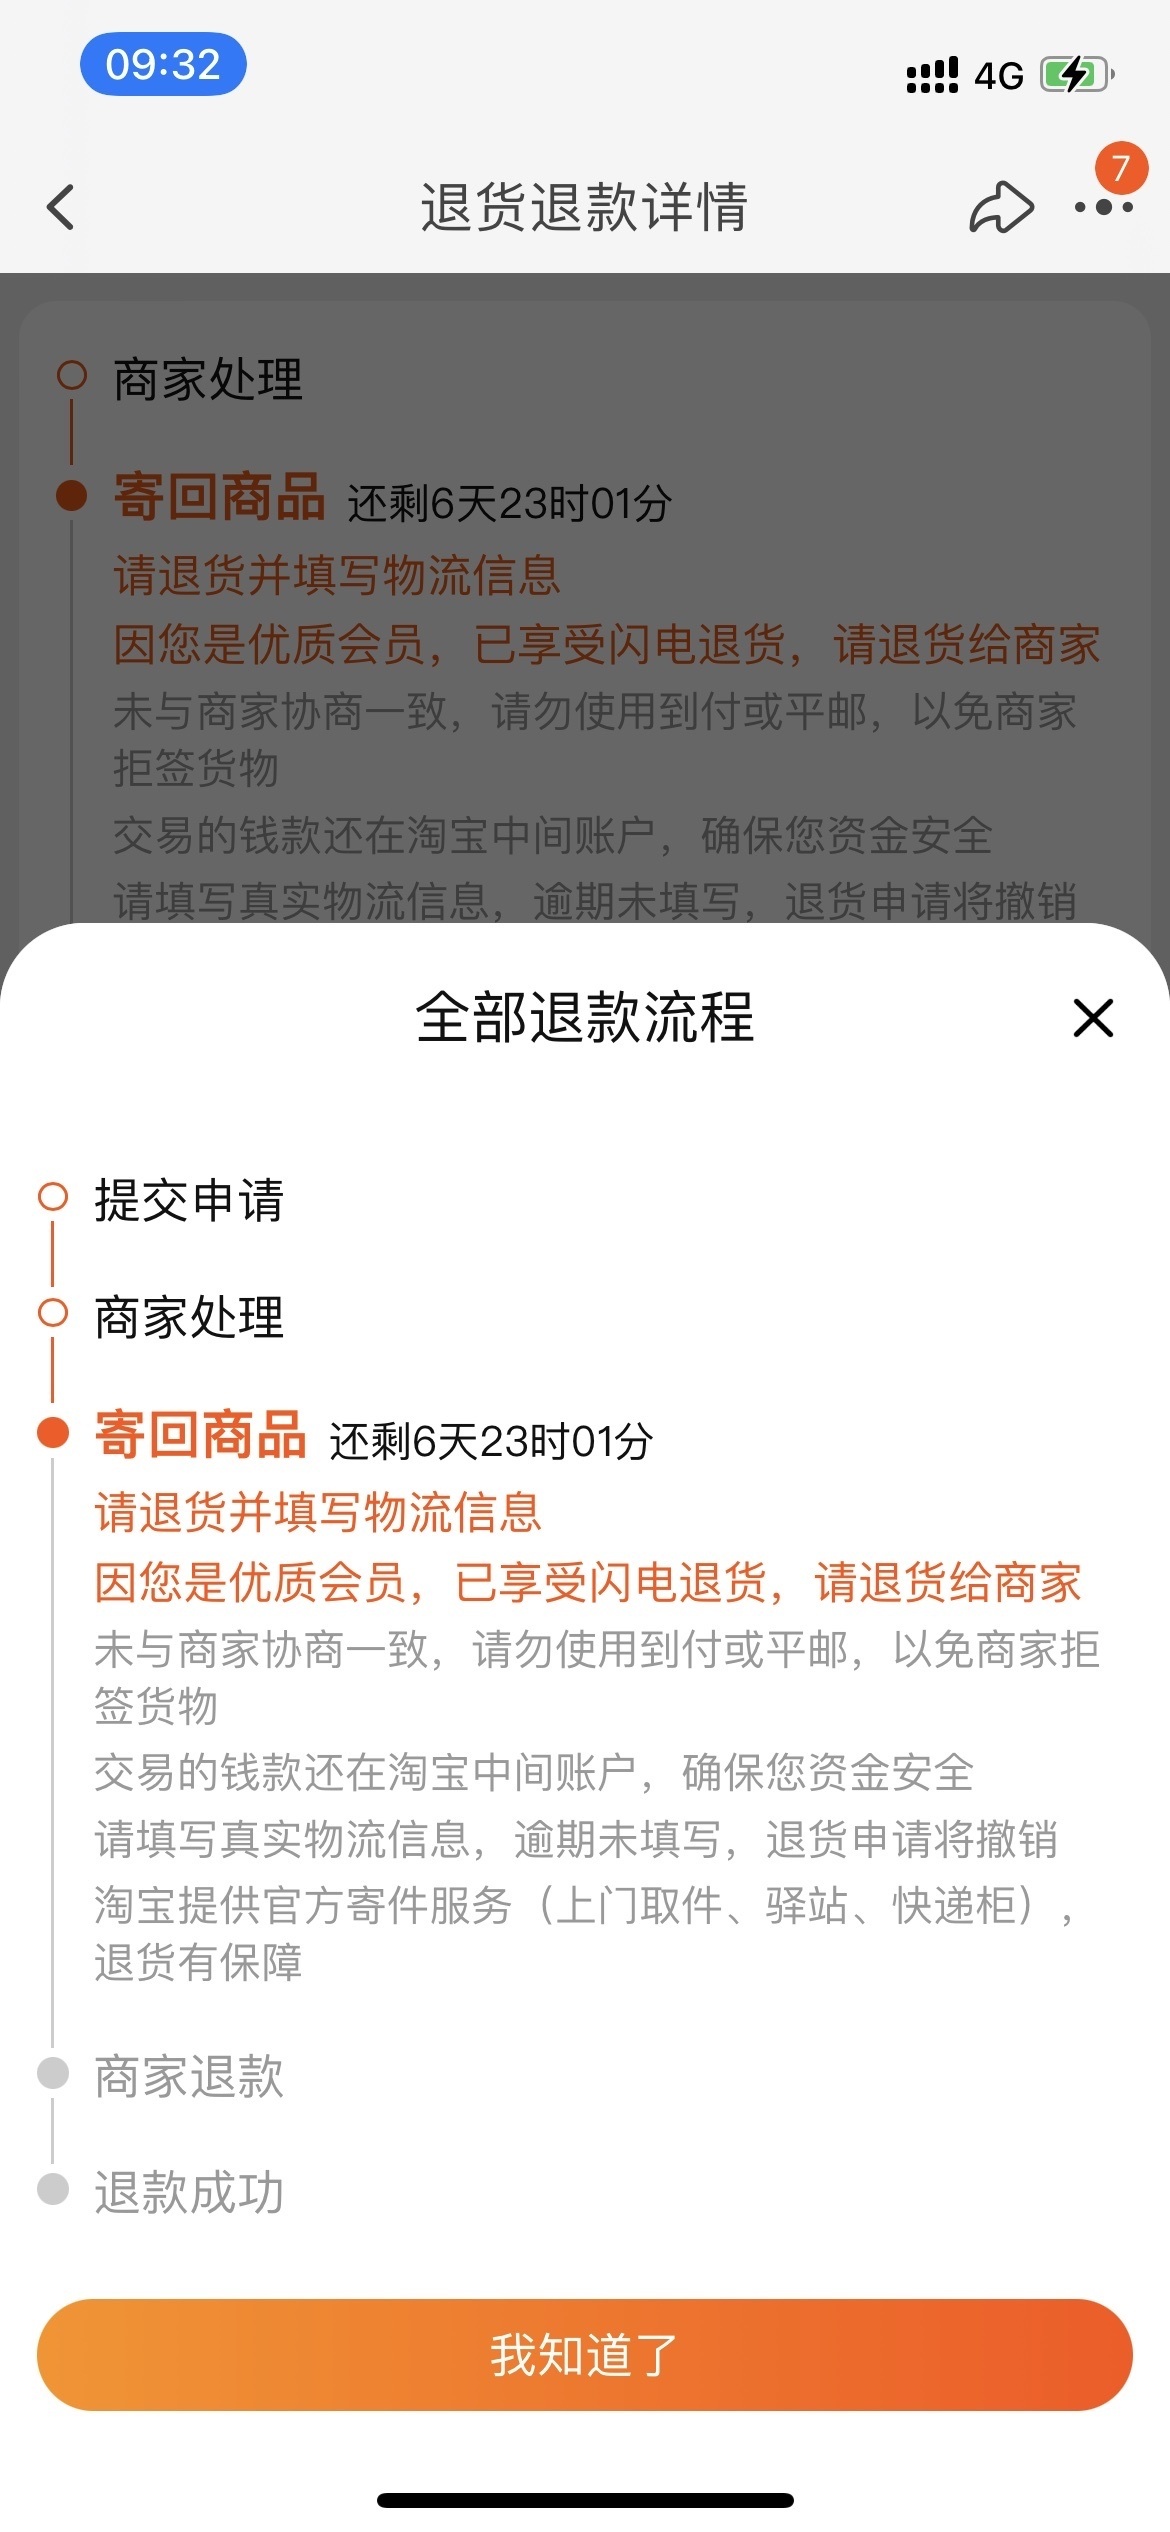 09:32
4G
退货退款详情
7
商家处理
寄回商品 还剩6天23时01分
请退货并填写物流信息
因您是优质会员，已享受闪电退货，请退货给商家
未与商家协商一致，请勿使用到付或平邮，以免商家
拒签货物
交易的钱款还在淘宝中间账户，确保您资金安全
请填写真实物流信息，逾期未填写，退货申请将撤销
全部退款流程
提交申请
商家处理
寄回商品 还剩6天23时01分
请退货并填写物流信息
因您是优质会员，已享受闪电退货，请退货给商家
未与商家协商一致，请勿使用到付或平邮，以免商家拒
签货物
交易的钱款还在淘宝中间账户，确保您资金安全
请填写真实物流信息，逾期未填写，退货申请将撤销
淘宝提供官方寄件服务（上门取件、驿站、快递柜），
退货有保障
商家退款
退款成功
我知道了